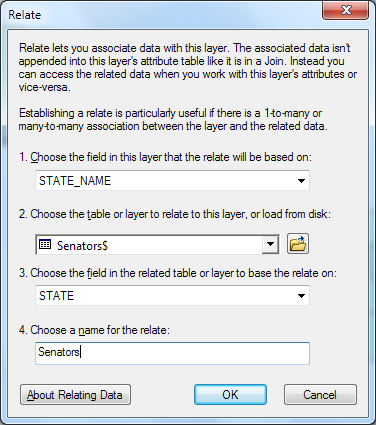 Relate
Relate lets you associate data with this layer. The associated data isn't
appended into this layer's attribute table like it is in a Join. Instead you
can access the related data when you work with this layer's attributes or
vice-versa.
Establishing a relate is particularly useful if there is a 1-to-many or
many-to-many association between the layer and the related data.
1. Choose the field in this layer that the relate will be based on:
STATE_NAME
2. Choose the table or layer to relate to this layer, or load from disk:
Senators$
3. Choose the field in the related table or layer to base the relate on:
STATE
4. Choose a name for the relate:
Senators
About Relating Data OK Cancel